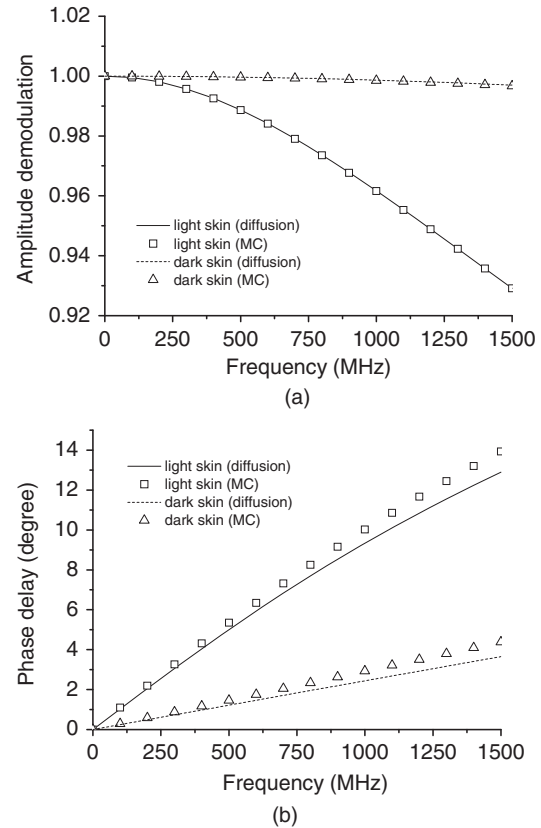 1.02
1.00
0.98
0.96
0.94
0.92
Amplitude demodulation
light skin (diffusion)
light skin (MC)
dark skin (diffusion)
dark skin (MC)
0 250 500 750 1000 1250 1500
Frequency (MHz)
(a)
14
12
10
8
6
4
2
0
Phase delay (degree)
light skin (diffusion)
light skin (MC)
dark skin (diffusion)
dark skin (MC)
0 250 500 750 1000 1250 1500
Frequency (MHz)
(b)